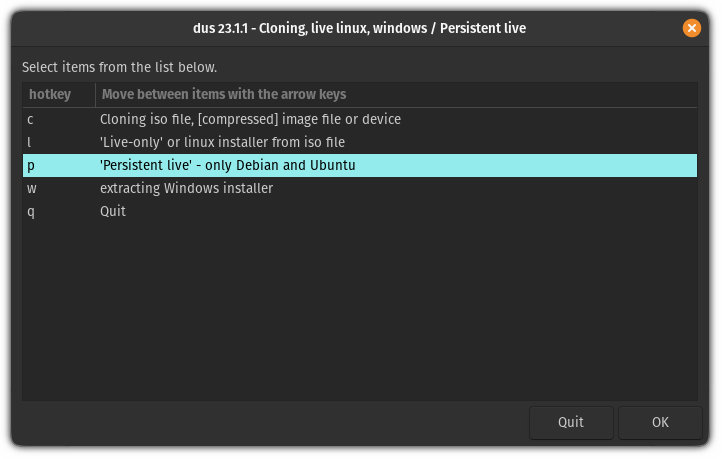 dus 23.1.1 - Cloning, live linux, windows / Persistent live
Select items from the list below.
hotkey Move between items with the arrow keys
c Cloning iso file, [compressed] image file or device
l 'Live-only' or linux installer from iso file
p 'Persistent live' - only Debian and Ubuntu
w extracting Windows installer
q Quit
Quit OK